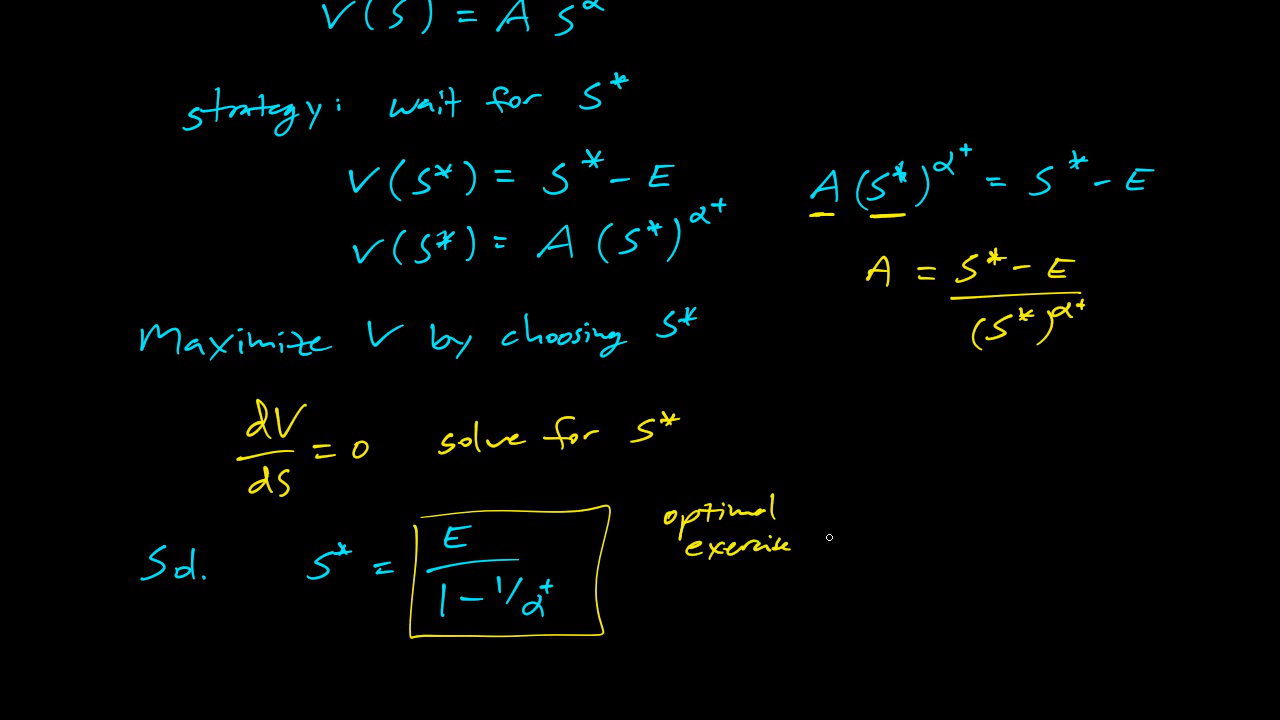 V(S) = A S^α
strategy: wait for S*
V(S*) = S* - E
V(S*) = A (S*)^α+
A (S*)^α+ = S* - E
A = S* - E / (S*)^α+
Maximize V by choosing S*
dV/dS = 0 solve for S*
Sol. S* = E / 1 - 1/α+
optimal
exercise